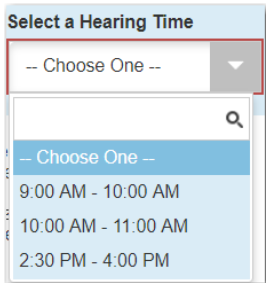 Select a Hearing Time
-- Choose One --
-- Choose One --
9:00 AM - 10:00 AM
10:00 AM - 11:00 AM
2:30 PM - 4:00 PM